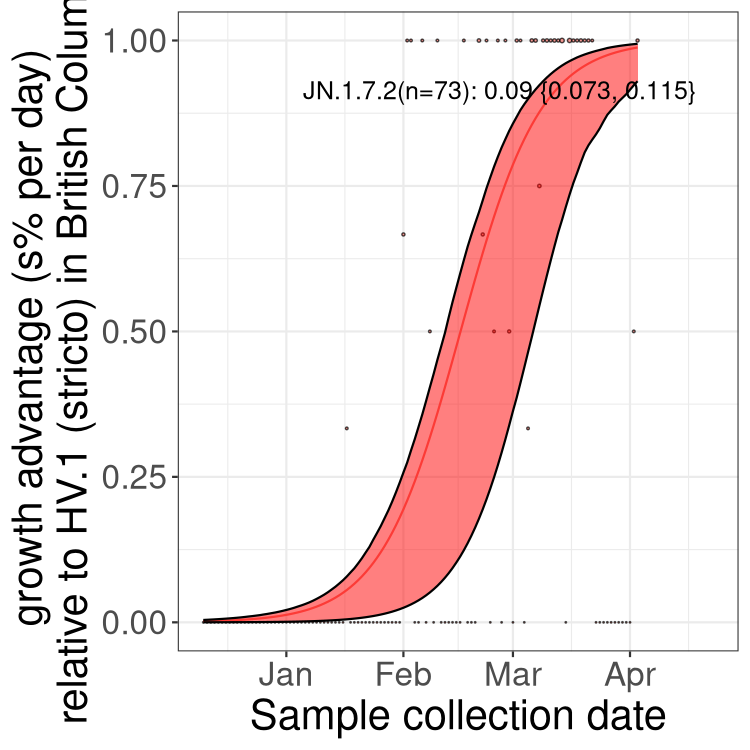 growth advantage (s% per day)
relative to HV.1 (stricto) in British Colum
1.00
0.75
0.50
0.25
0.00
JN.1.7.2(n=73): 0.09 {0.073, 0.115}
Jan Feb Mar Apr
Sample collection date